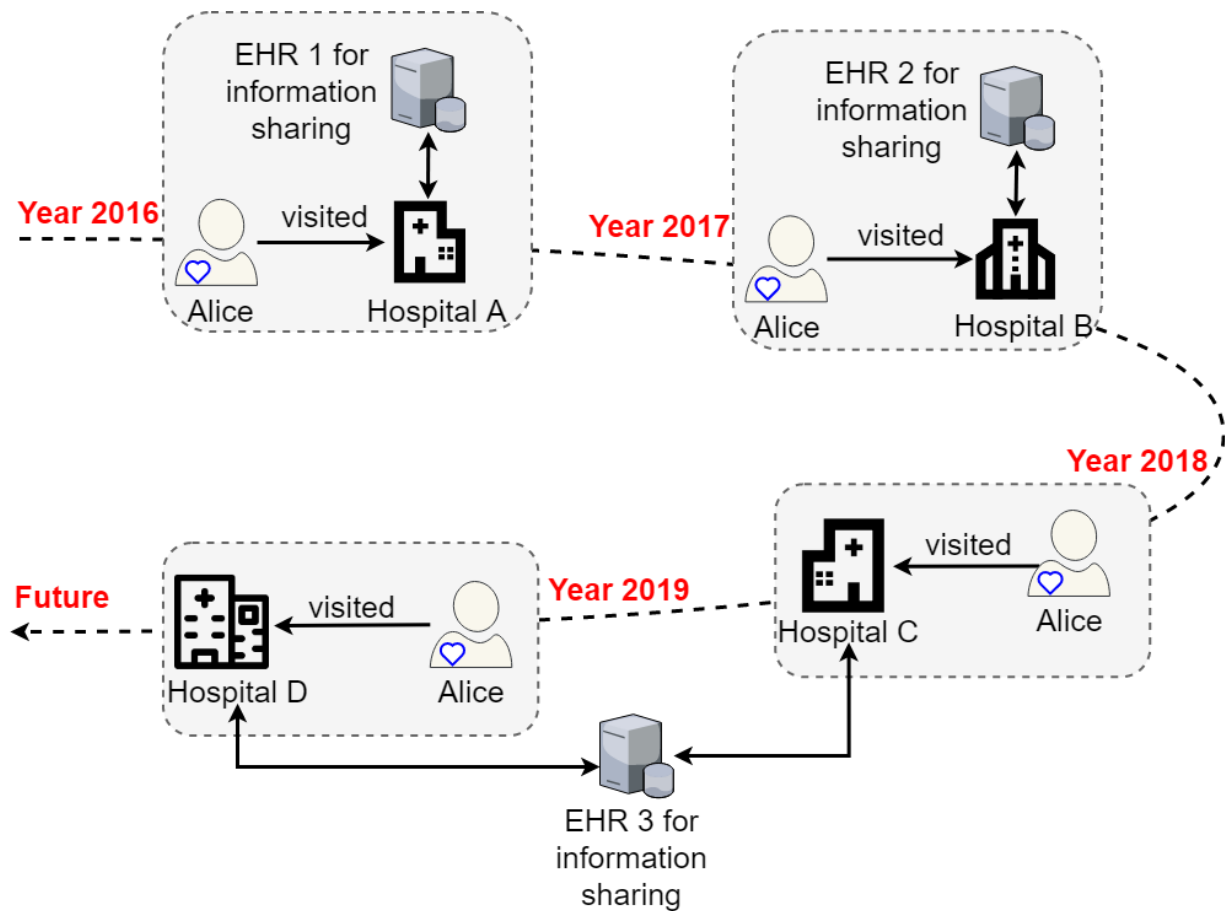 EHR 1 for
information
sharing
Year 2016
visited
Alice
Hospital A
EHR 2 for
information
sharing
Year 2017
visited
Alice
Hospital B
Year 2018
visited
Hospital C
Alice
Year 2019
Future
visited
Hospital D
Alice
EHR 3 for
information
sharing